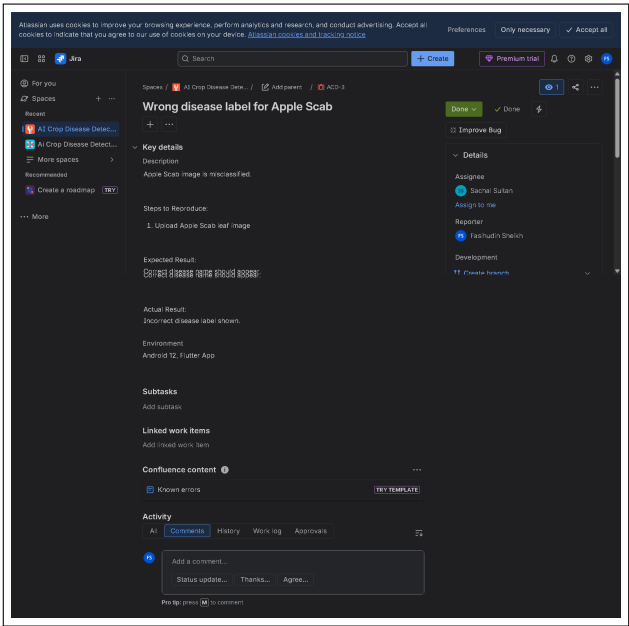 Atlassian uses cookies to improve your browsing experience, perform analytics and research, and conduct advertising. Accept all
cookies to indicate that you agree to our use of cookies on your device. Atlassian cookies and tracking notice
Preferences
Only necessary
Accept all
Jira
Search
+ Create
Premium trial
FS
For you
Spaces
Recent
AI Crop Disease Detec...
Ai Crop Disease Detect...
More spaces
Recommended
Create a roadmap TRY
More
Spaces / AI Crop Disease Dete... / Add parent / ACD-3
1
Wrong disease label for Apple Scab
Done
Done
Improve Bug
Key details
Description
Apple Scab image is misclassified.
Steps to Reproduce:
1. Upload Apple Scab leaf image
Expected Result:
Correct disease name should appear.
Actual Result:
Incorrect disease label shown.
Environment
Android 12, Flutter App
Details
Assignee
Sachal Sultan
Assign to me
Reporter
FS Fasihudin Sheikh
Development
Create branch
Subtasks
Add subtask
Linked work items
Add linked work item
Confluence content
Known errors
TRY TEMPLATE
Activity
AI
Comments
History
Work log
Approvals
FS
Add a comment...
Status update...
Thanks...
Agree...
Pro tip: press M to comment